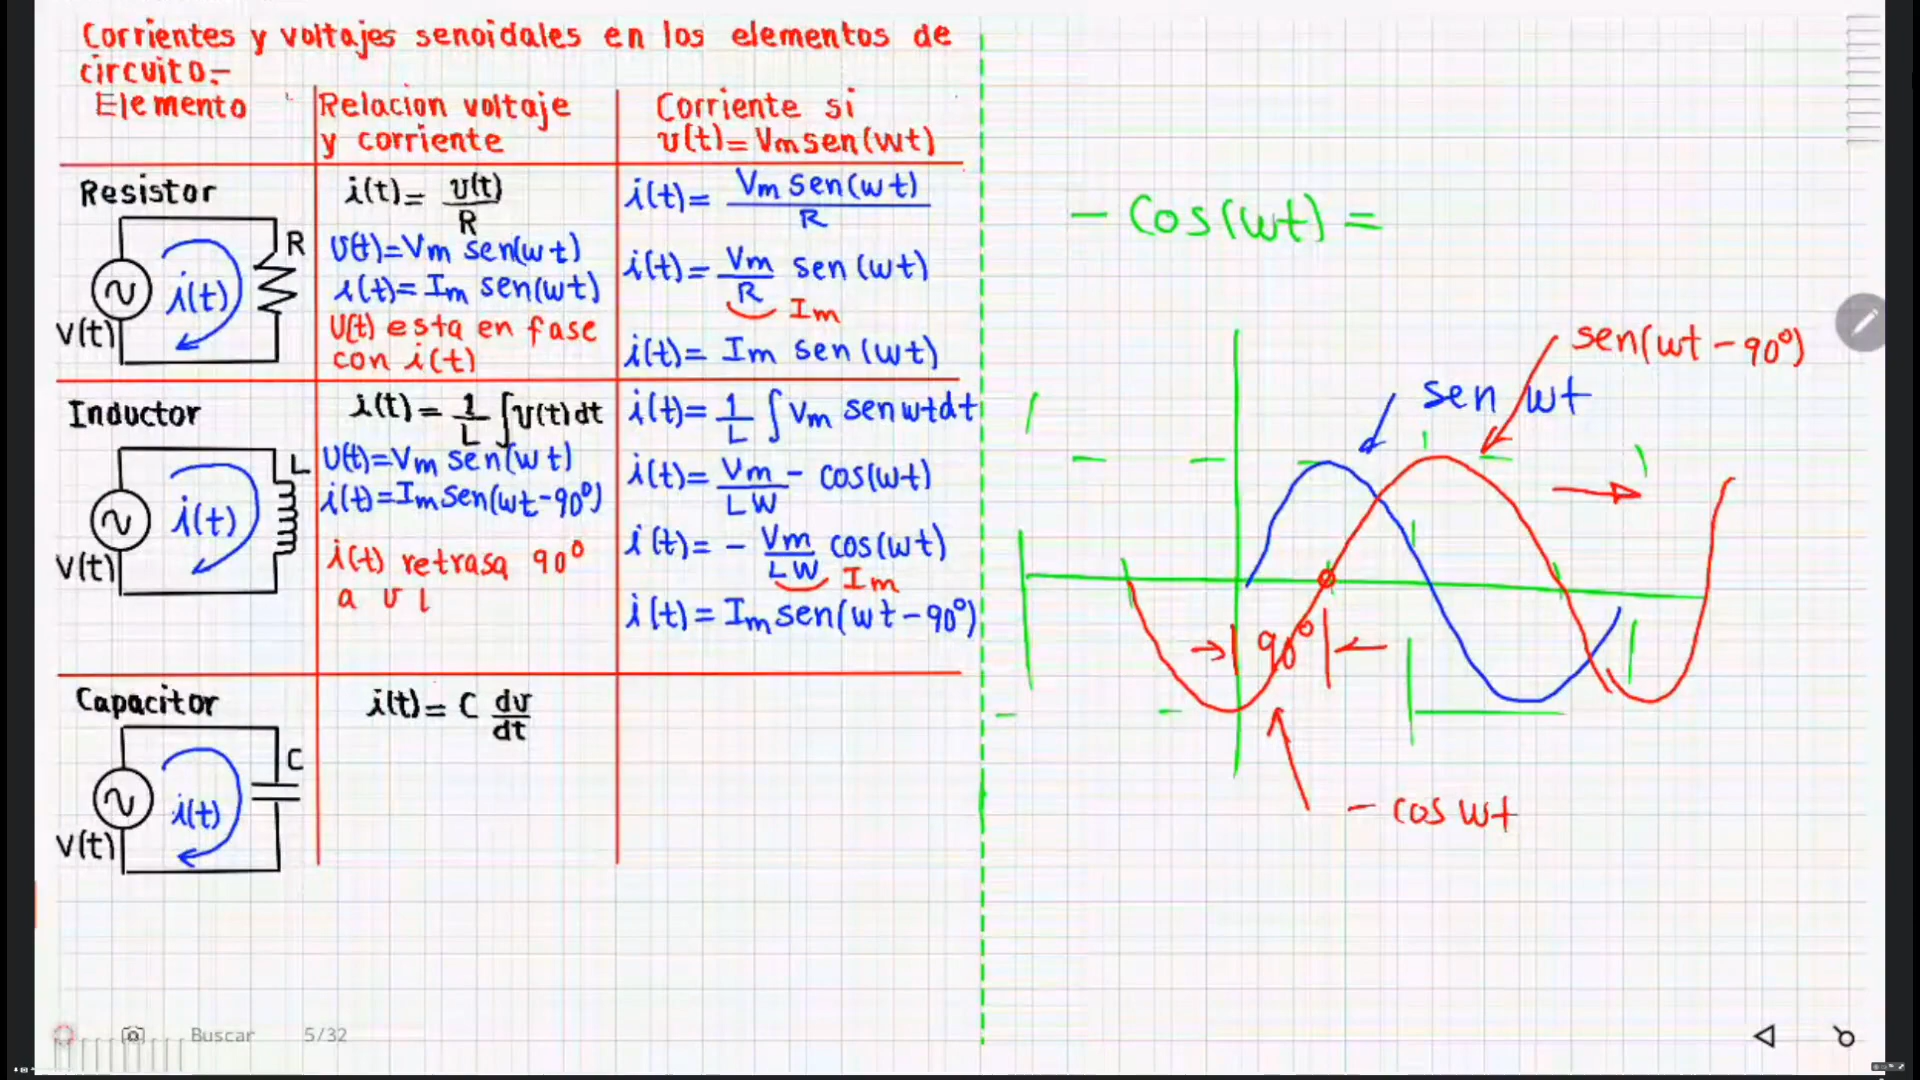 Corrientes y voltajes senoidales en los elementos de
circuito.-
Elemento
Relacion voltaje
y corriente
Corriente si
v(t)=Vmsen(wt)
Resistor
R
i(t)
V(t)
i(t)= v(t)/R
v(t)=Vm sen(wt)
i(t)=Im sen(wt)
v(t) esta en fase
con i(t)
i(t)= Vm sen(wt)/R
i(t)= Vm/R sen (wt)
Im
i(t)= Im sen (wt)
Inductor
L
i(t)
V(t)
i(t)= 1/L ∫v(t)dt
v(t)=Vm sen(wt)
i(t)=Im sen(wt-90°)
i(t) retrasa 90°
a v
i(t)= 1/L ∫ Vm senwtdt
i(t)= Vm/LW - cos(wt)
i(t)= - Vm/LW cos(wt)
Im
i(t)= Im sen(wt-90°)
Capacitor
C
i(t)
V(t)
i(t)= C dv/dt
- Cos(wt) =
sen(wt-90°)
sen wt
90°
- cos wt
Buscar
5/32